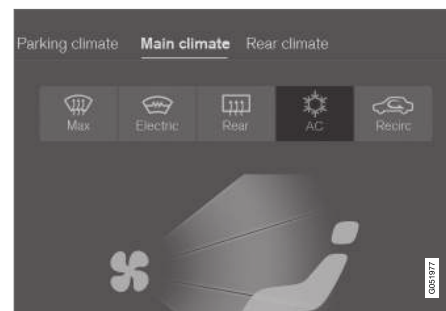 Parking climate Main climate Rear climate
Max Electric Rear AC Recirc
G051977